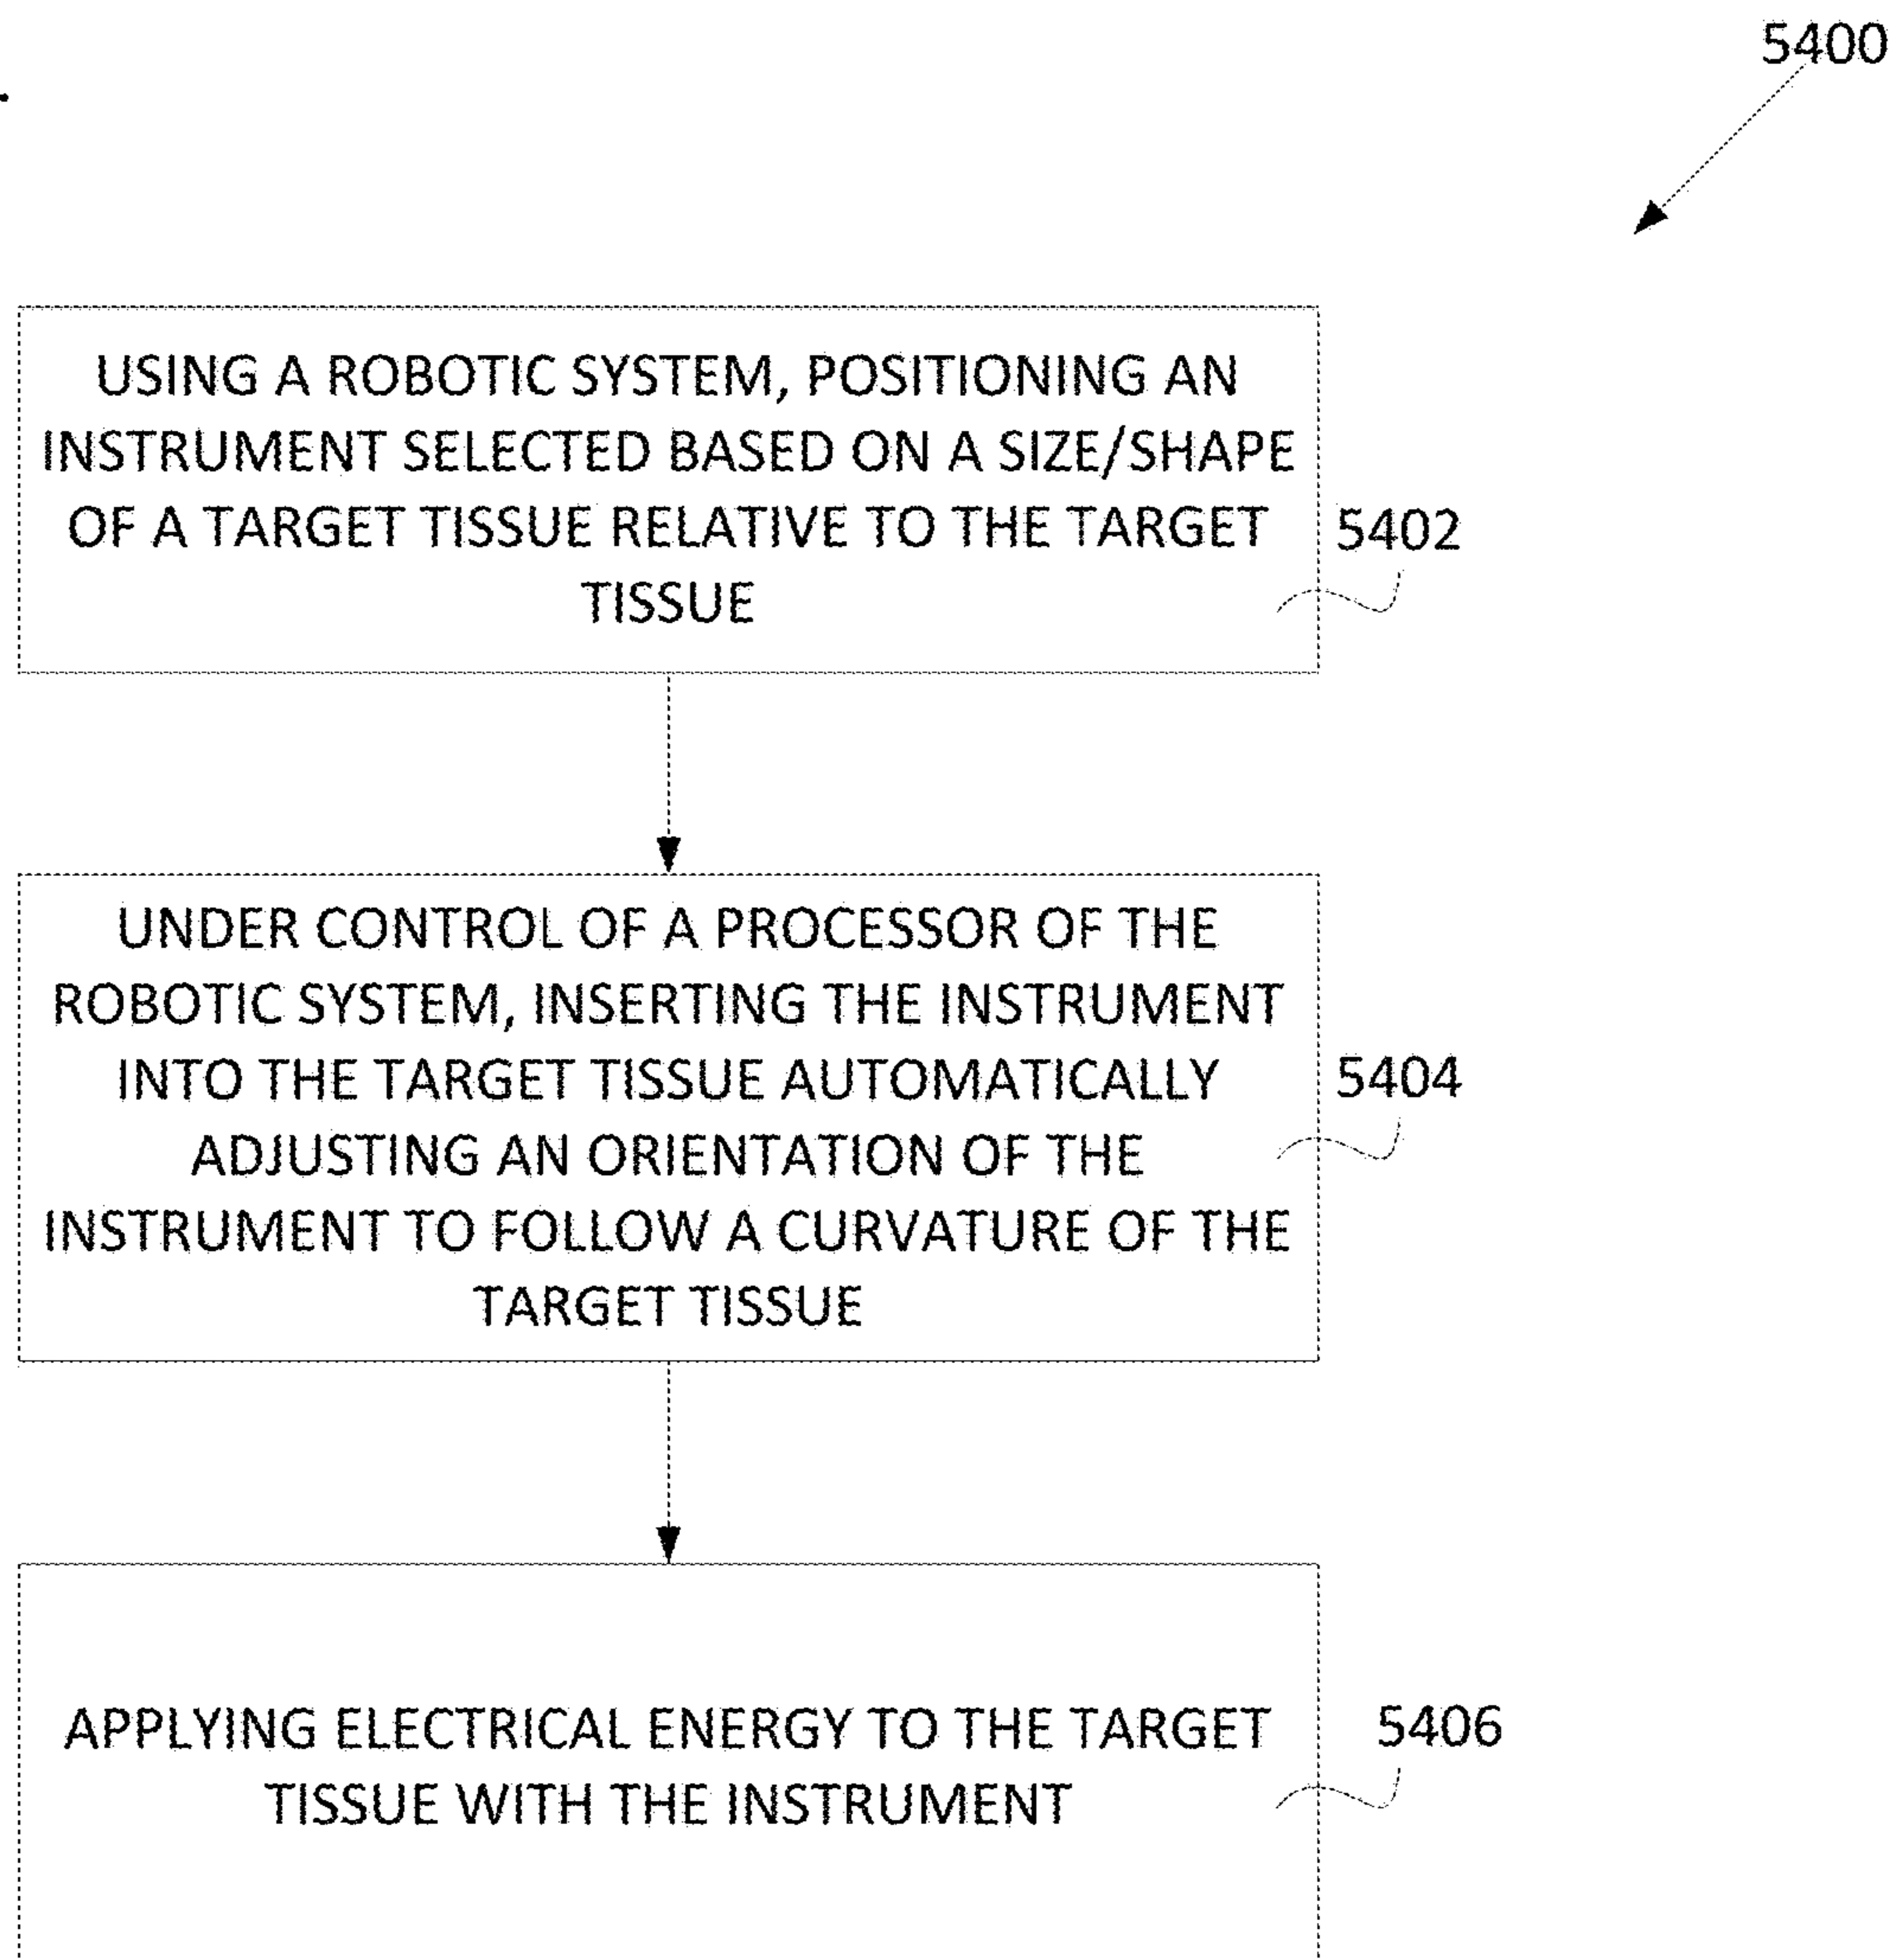 5400
USING A ROBOTIC SYSTEM, POSITIONING AN
INSTRUMENT SELECTED BASED ON A SIZE/SHAPE
OF A TARGET TISSUE RELATIVE TO THE TARGET
TISSUE
5402
UNDER CONTROL OF A PROCESSOR OF THE
ROBOTIC SYSTEM, INSERTING THE INSTRUMENT
INTO THE TARGET TISSUE AUTOMATICALLY
ADJUSTING AN ORIENTATION OF THE
INSTRUMENT TO FOLLOW A CURVATURE OF THE
TARGET TISSUE
5404
APPLYING ELECTRICAL ENERGY TO THE TARGET
TISSUE WITH THE INSTRUMENT
5406